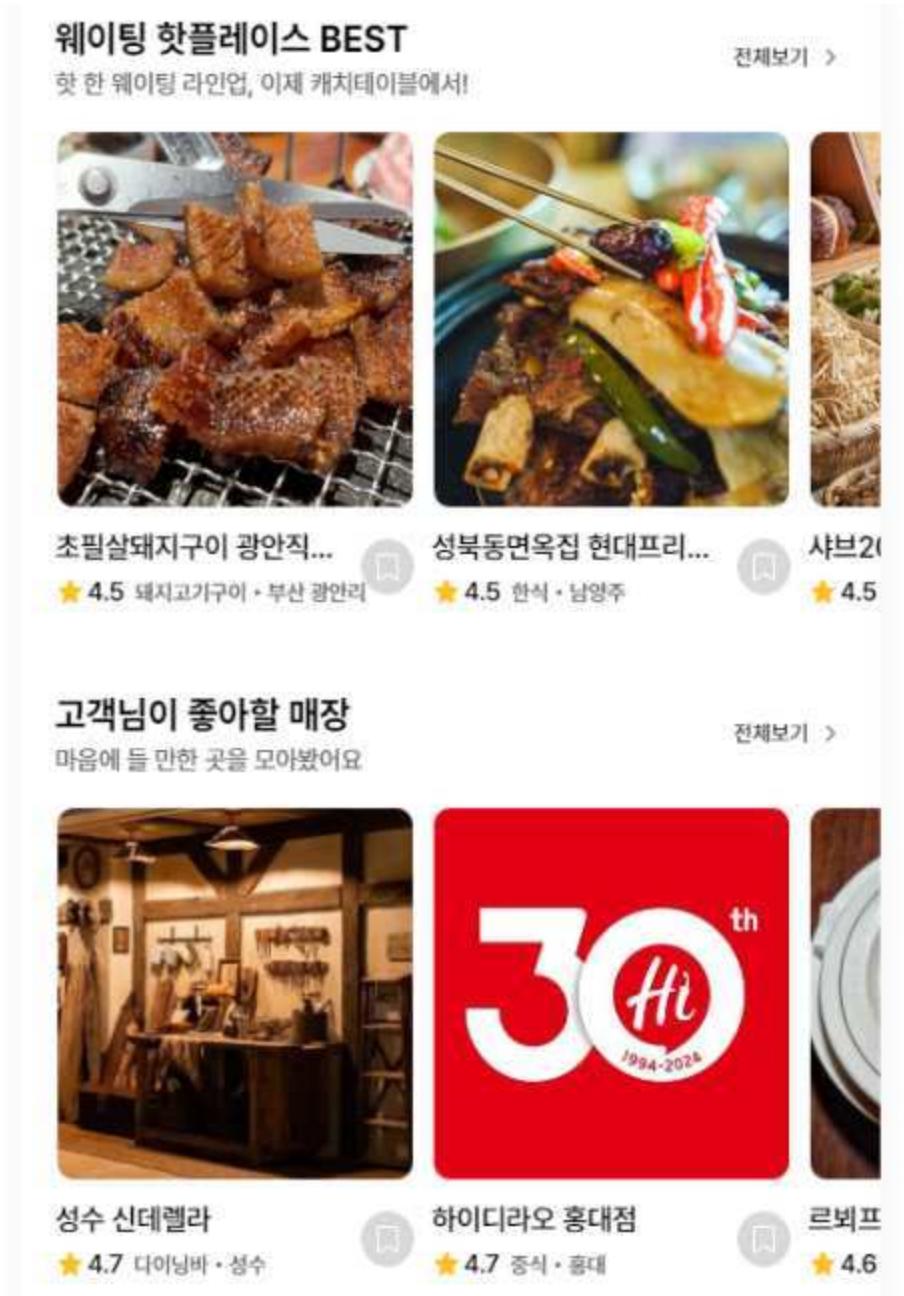 웨이팅 핫플레이스 BEST
전체보기 >
핫 한 웨이팅 라인업, 이제 캐치테이블에서!
초필살돼지구이 광안직...
성북동면옥집 현대프리...
샤브20
4.5 돼지고기구이 • 부산 광안리
4.5 한식 • 남양주
4.5
고객님이 좋아할 매장
전체보기 >
마음에 들 만한 곳을 모아봤어요
30th
Hi
1994-2024
성수 신데렐라
하이디라오 홍대점
르뵈프
4.7 다이닝바 • 성수
4.7 중식 • 홍대
4.6